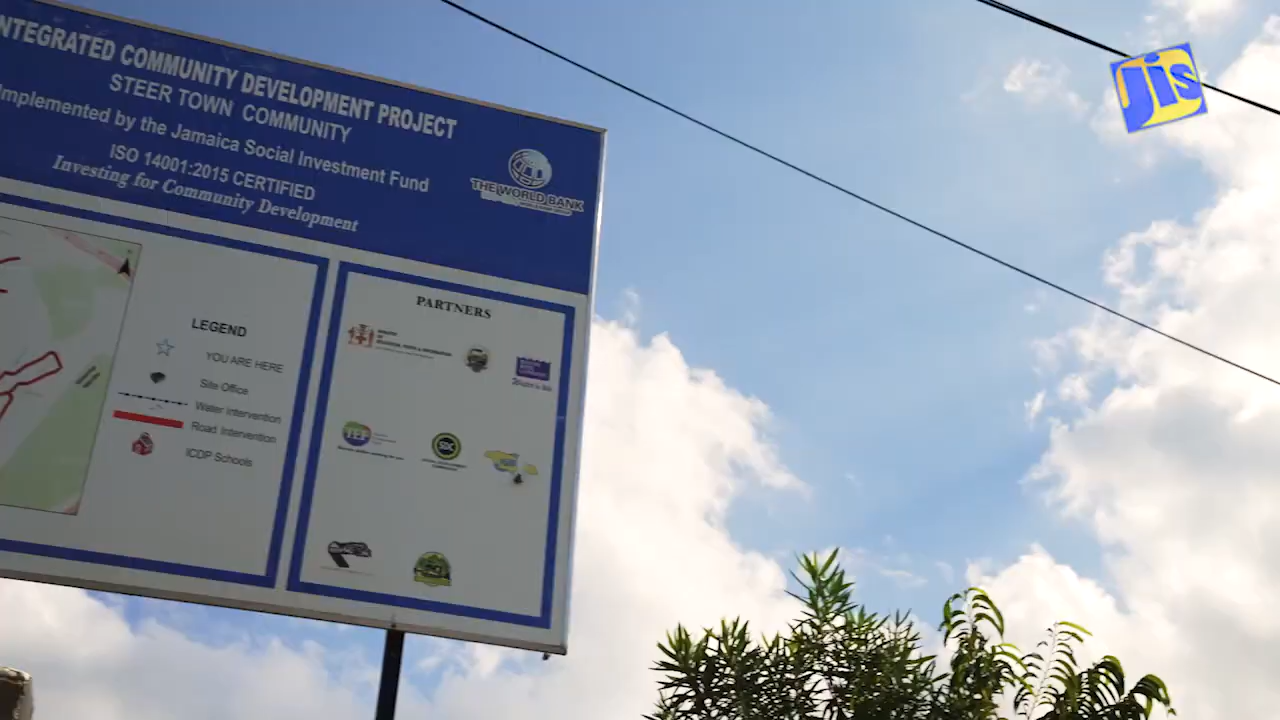 NTEGRATED COMMUNITY DEVELOPMENT PROJECT
STEER TOWN COMMUNITY
Implemented by the Jamaica Social Investment Fund
ISO 14001:2015 CERTIFIED
Investing for Community Development
THE WORLD BANK
LEGEND
YOU ARE HERE
Site Office
Water Intervention
Road Intervention
ICDP Schools
PARTNERS
SDC
Jis